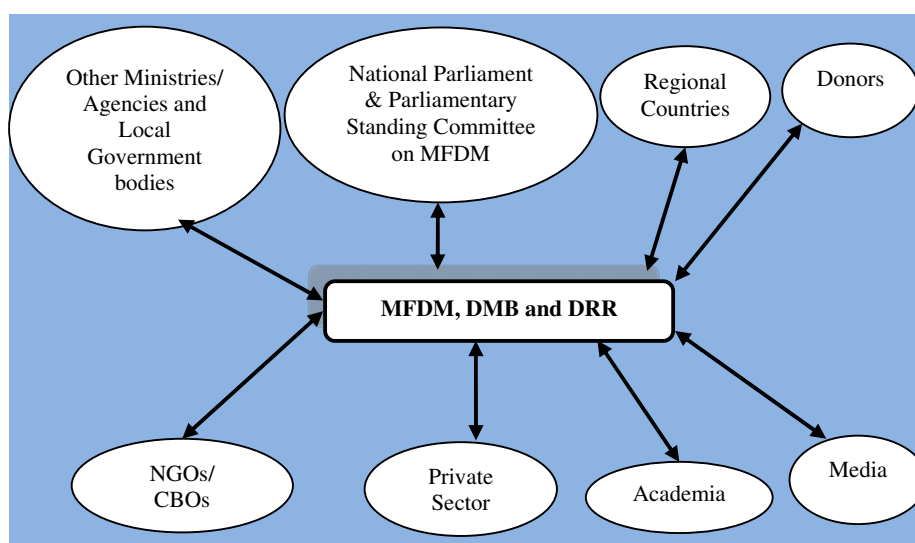 Other Ministries/
Agencies and
Local
Government
bodies
National Parliament
& Parliamentary
Standing Committee
on MFDM
Regional
Countries
Donors
MFDM, DMB and DRR
NGOs/
CBOs
Private
Sector
Academia
Media